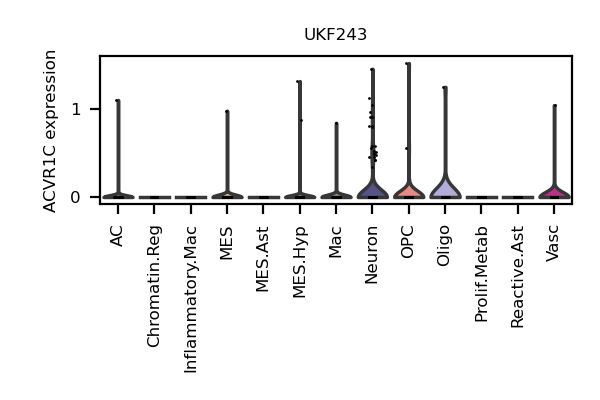 UKF243
ACVR1C expression
1
0
AC
Chromatin.Reg
Inflammatory.Mac
MES
MES.Ast
MES.Hyp
Mac
Neuron
OPC
Oligo
Prolif.Metab
Reactive.Ast
Vasc